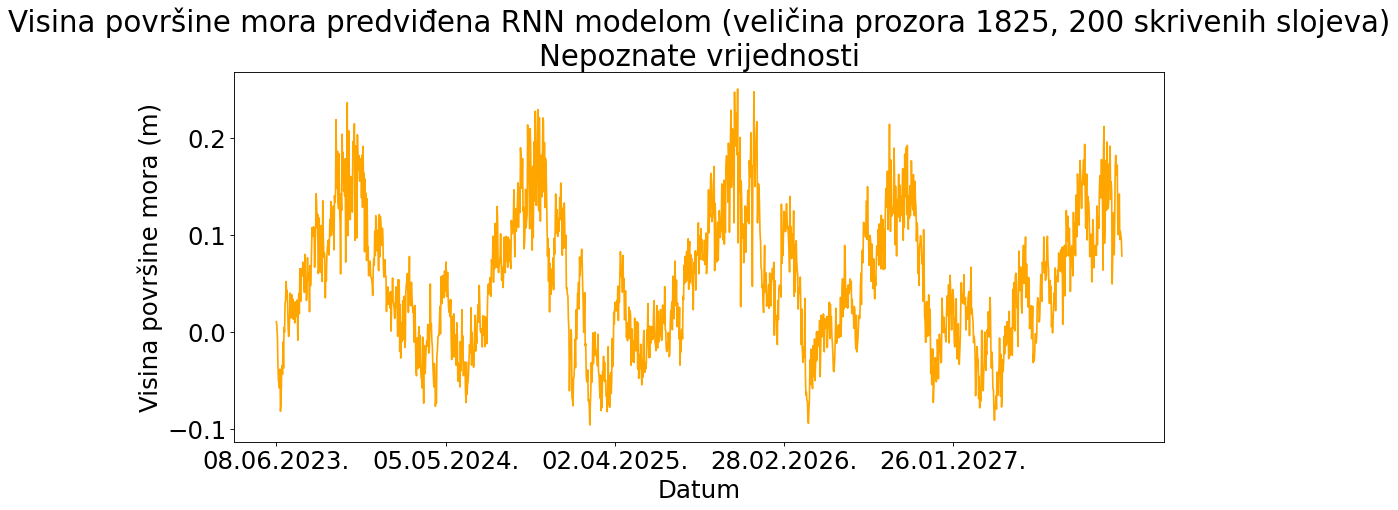 Visina površine mora predviđena RNN modelom (veličina prozora 1825, 200 skrivenih slojeva)
Nepoznate vrijednosti
Visina površine mora (m)
0.2
0.1
0.0
−0.1
08.06.2023. 05.05.2024. 02.04.2025. 28.02.2026. 26.01.2027.
Datum